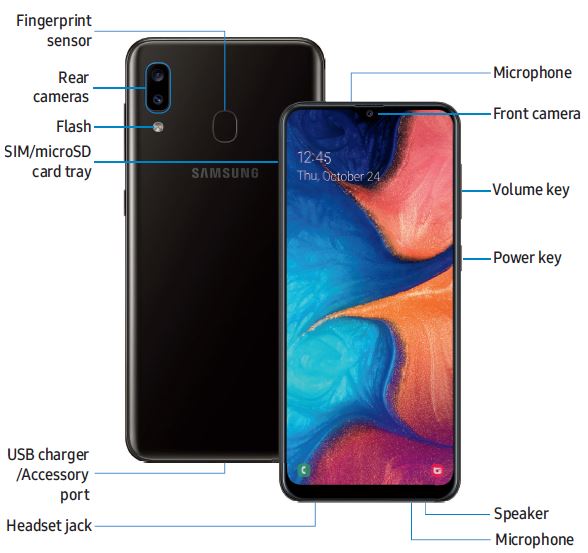 Fingerprint
sensor
Rear
cameras
Flash
SIM/microSD
card tray
USB charger
/Accessory
port
Headset jack
SAMSUNG
12:45
Thu, October 24
Microphone
Front camera
Volume key
Power key
Speaker
Microphone